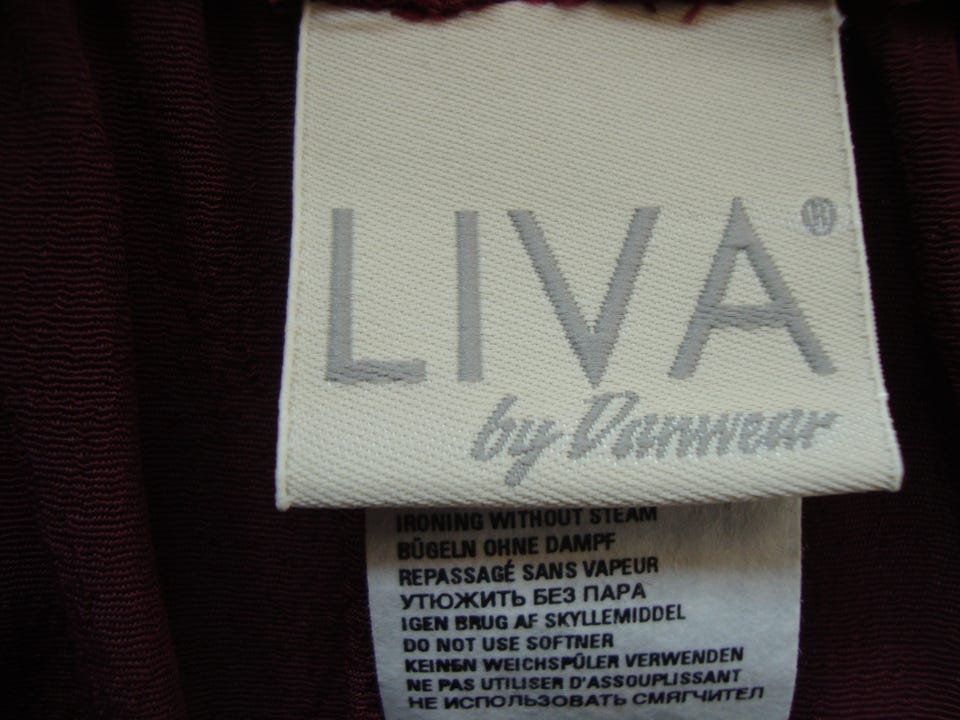 LIVA®
by Danwear
IRONING WITHOUT STEAM
BÜGELN OHNE DAMPF
REPASSAGÉ SANS VAPEUR
УТЮЖИТЬ БЕЗ ПАРА
IGEN BRUG AF SKYLLEMIDDEL
DO NOT USE SOFTNER
KEINEN WEICHSPÜLER VERWENDEN
NE PAS UTILISER D'ASSOUPLISSANT
НЕ ИСПОЛЬЗОВАТЬ СМЯГЧИТЕЛ